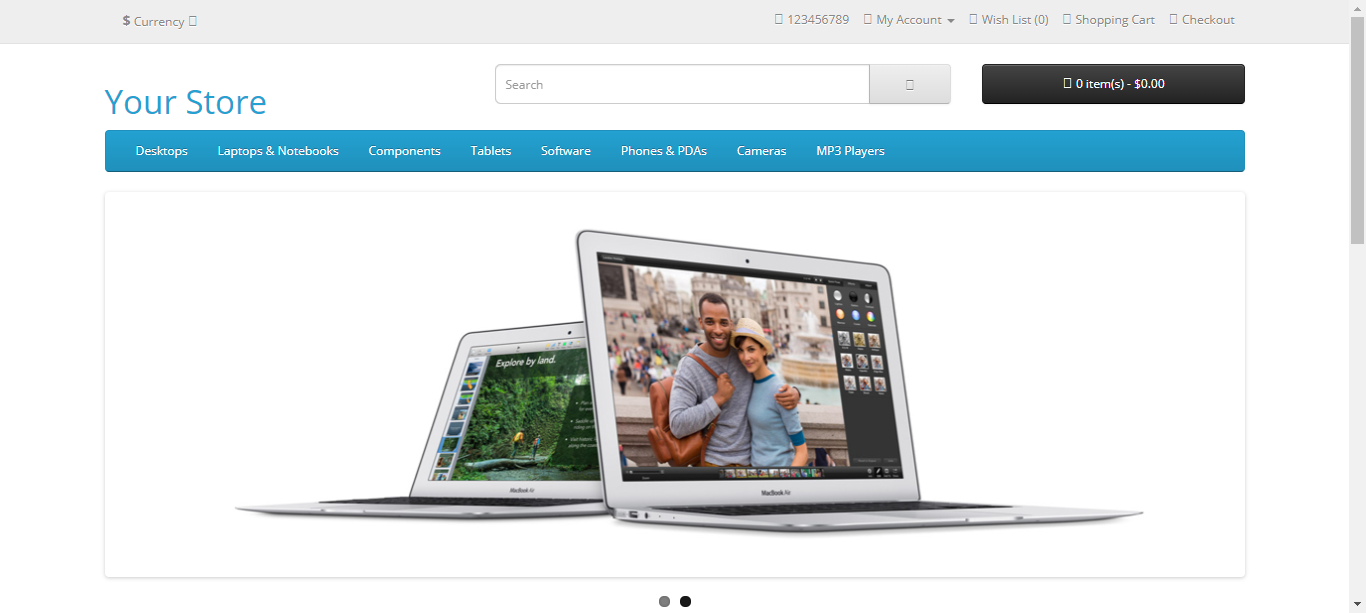 $ Currency
123456789 My Account Wish List (0) Shopping Cart Checkout
Your Store
Search
0 item(s) - $0.00
Desktops Laptops & Notebooks Components Tablets Software Phones & PDAs Cameras MP3 Players
Explore by land.
MacBook Air
MacBook Air